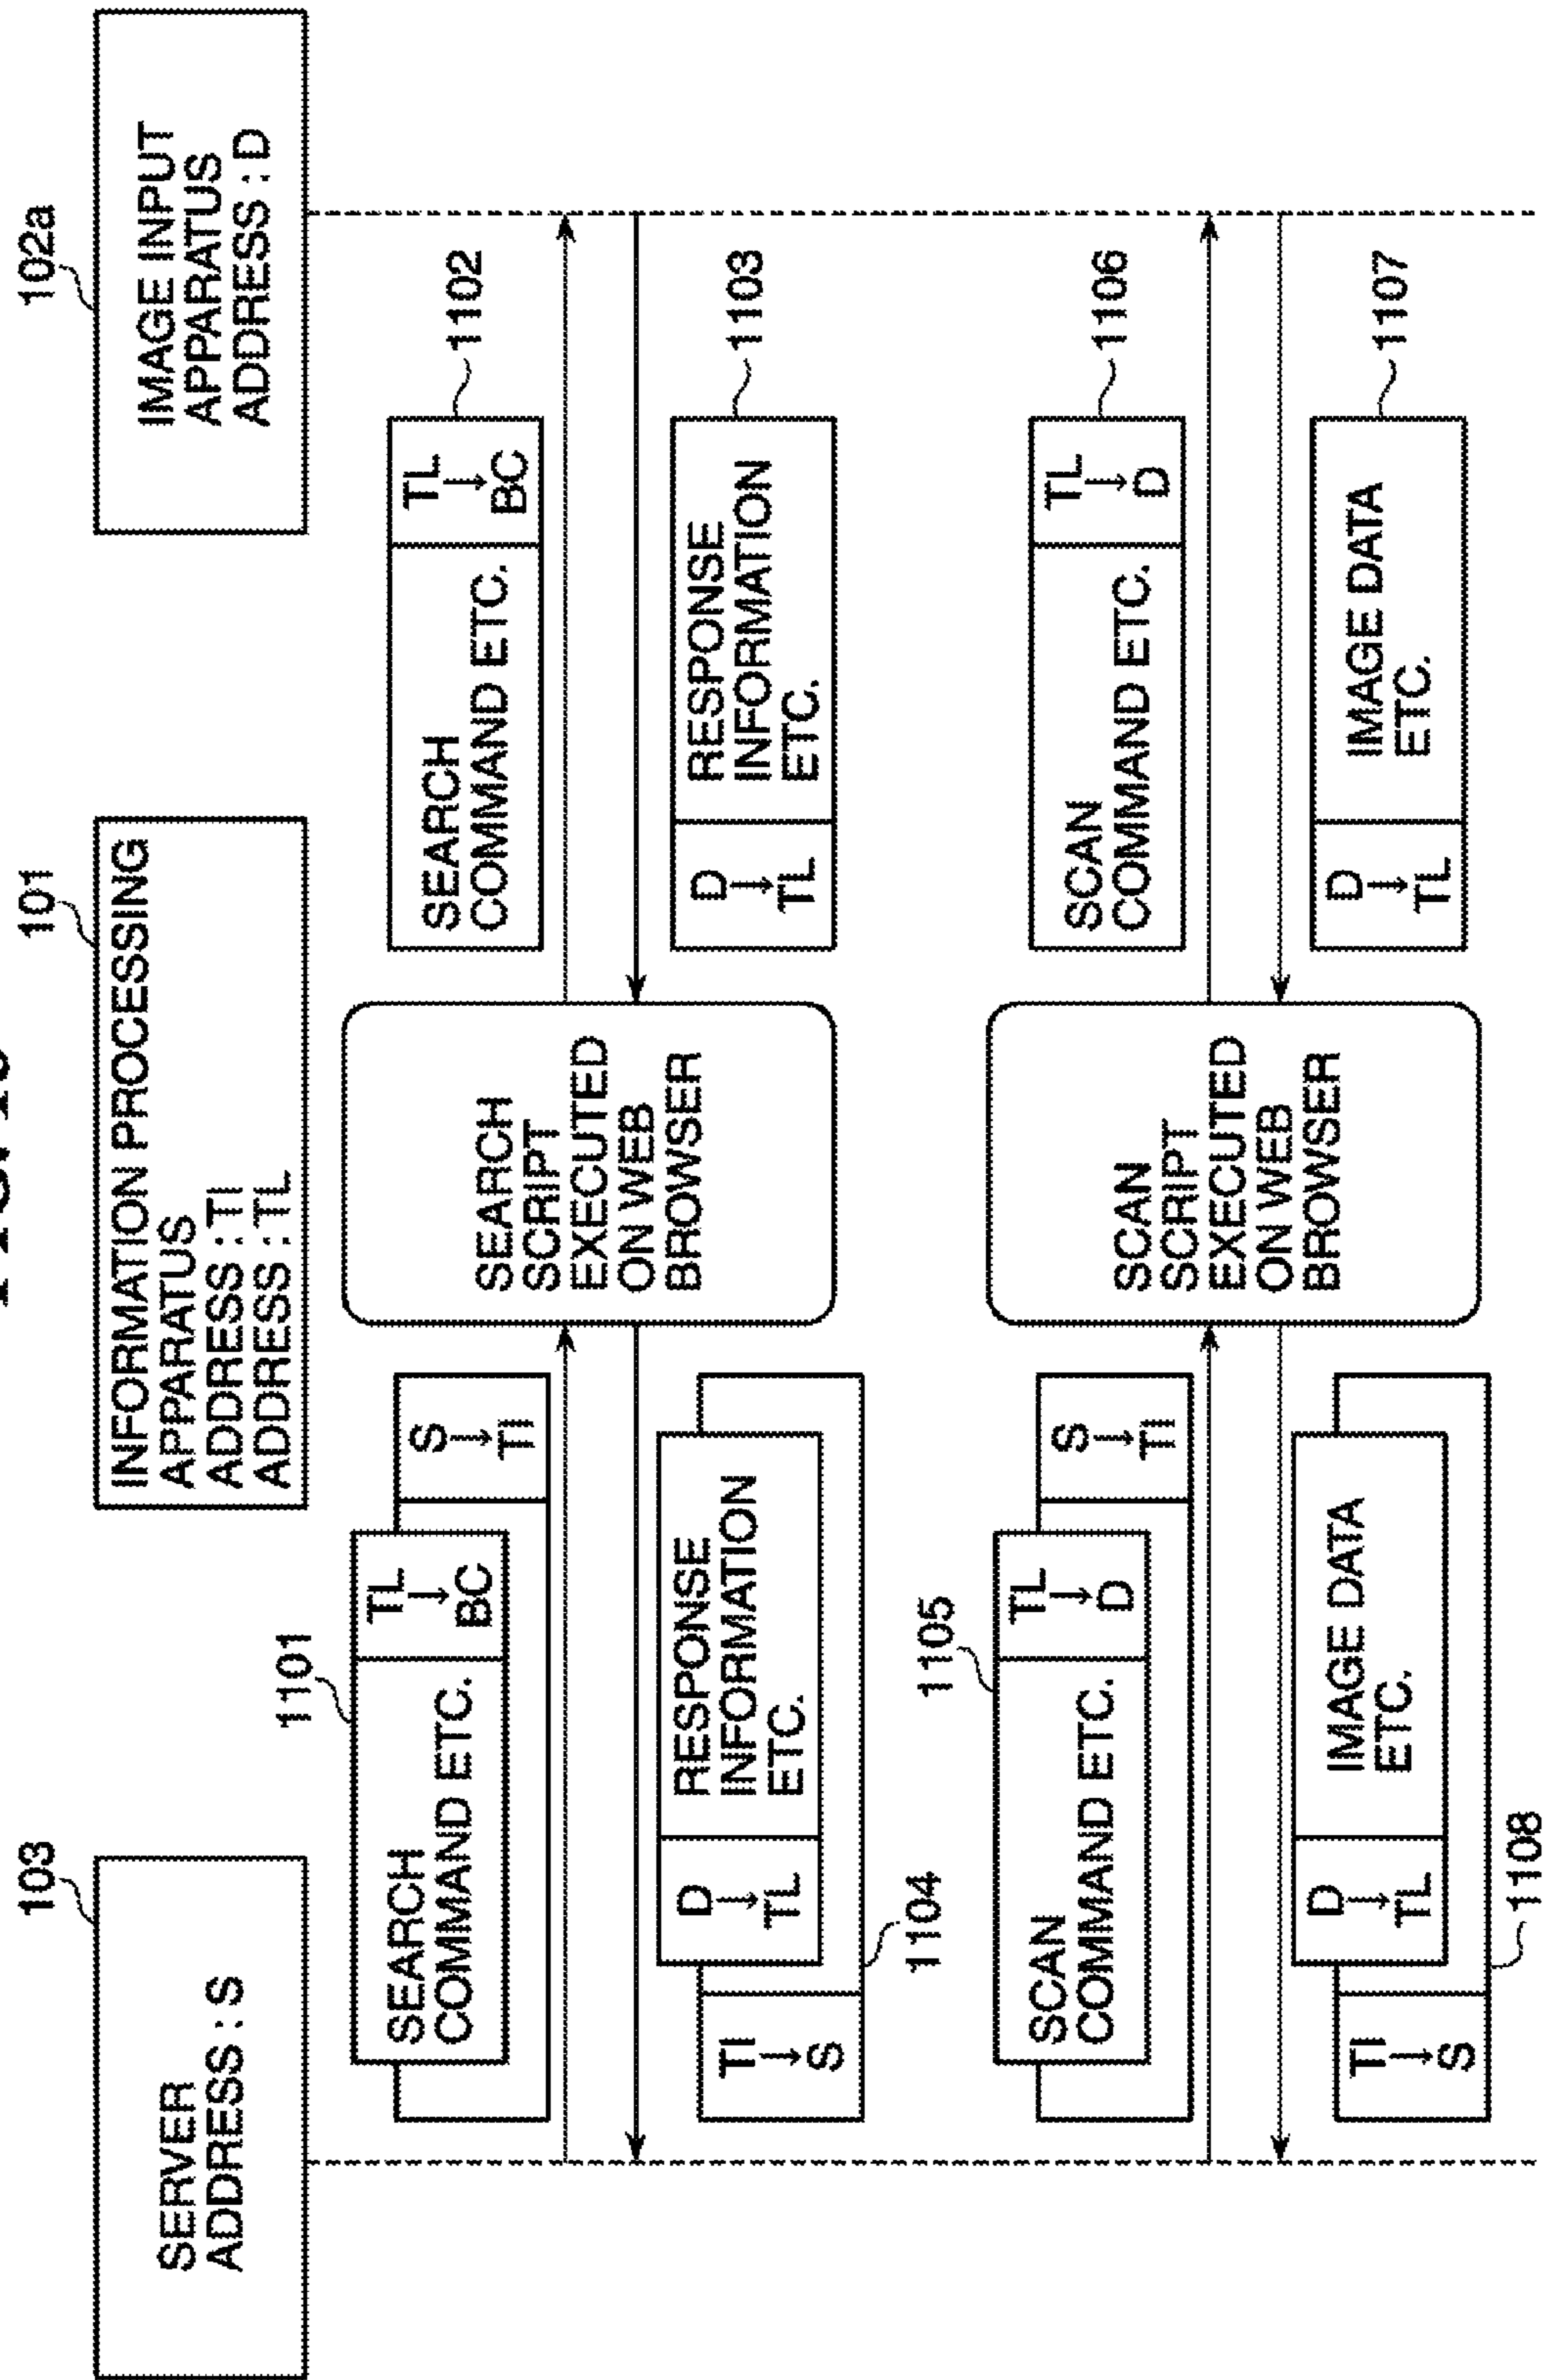 103
SERVER
ADDRESS : S
101
INFORMATION PROCESSING
APPARATUS
ADDRESS : TI
ADDRESS : TL
102a
IMAGE INPUT
APPARATUS
ADDRESS : D
1101
SEARCH
COMMAND ETC.
TL
→
BC
S
→
TI
SEARCH
SCRIPT
EXECUTED
ON WEB
BROWSER
SEARCH
COMMAND ETC.
TL
→
BC
1102
TI
→
S
D
→
TL
RESPONSE
INFORMATION
ETC.
1104
D
→
TL
RESPONSE
INFORMATION
ETC.
1103
1105
SCAN
COMMAND ETC.
TL
→
D
S
→
TI
SCAN
SCRIPT
EXECUTED
ON WEB
BROWSER
SCAN
COMMAND ETC.
TL
→
D
1106
TI
→
S
D
→
TL
IMAGE DATA
ETC.
1108
D
→
TL
IMAGE DATA
ETC.
1107